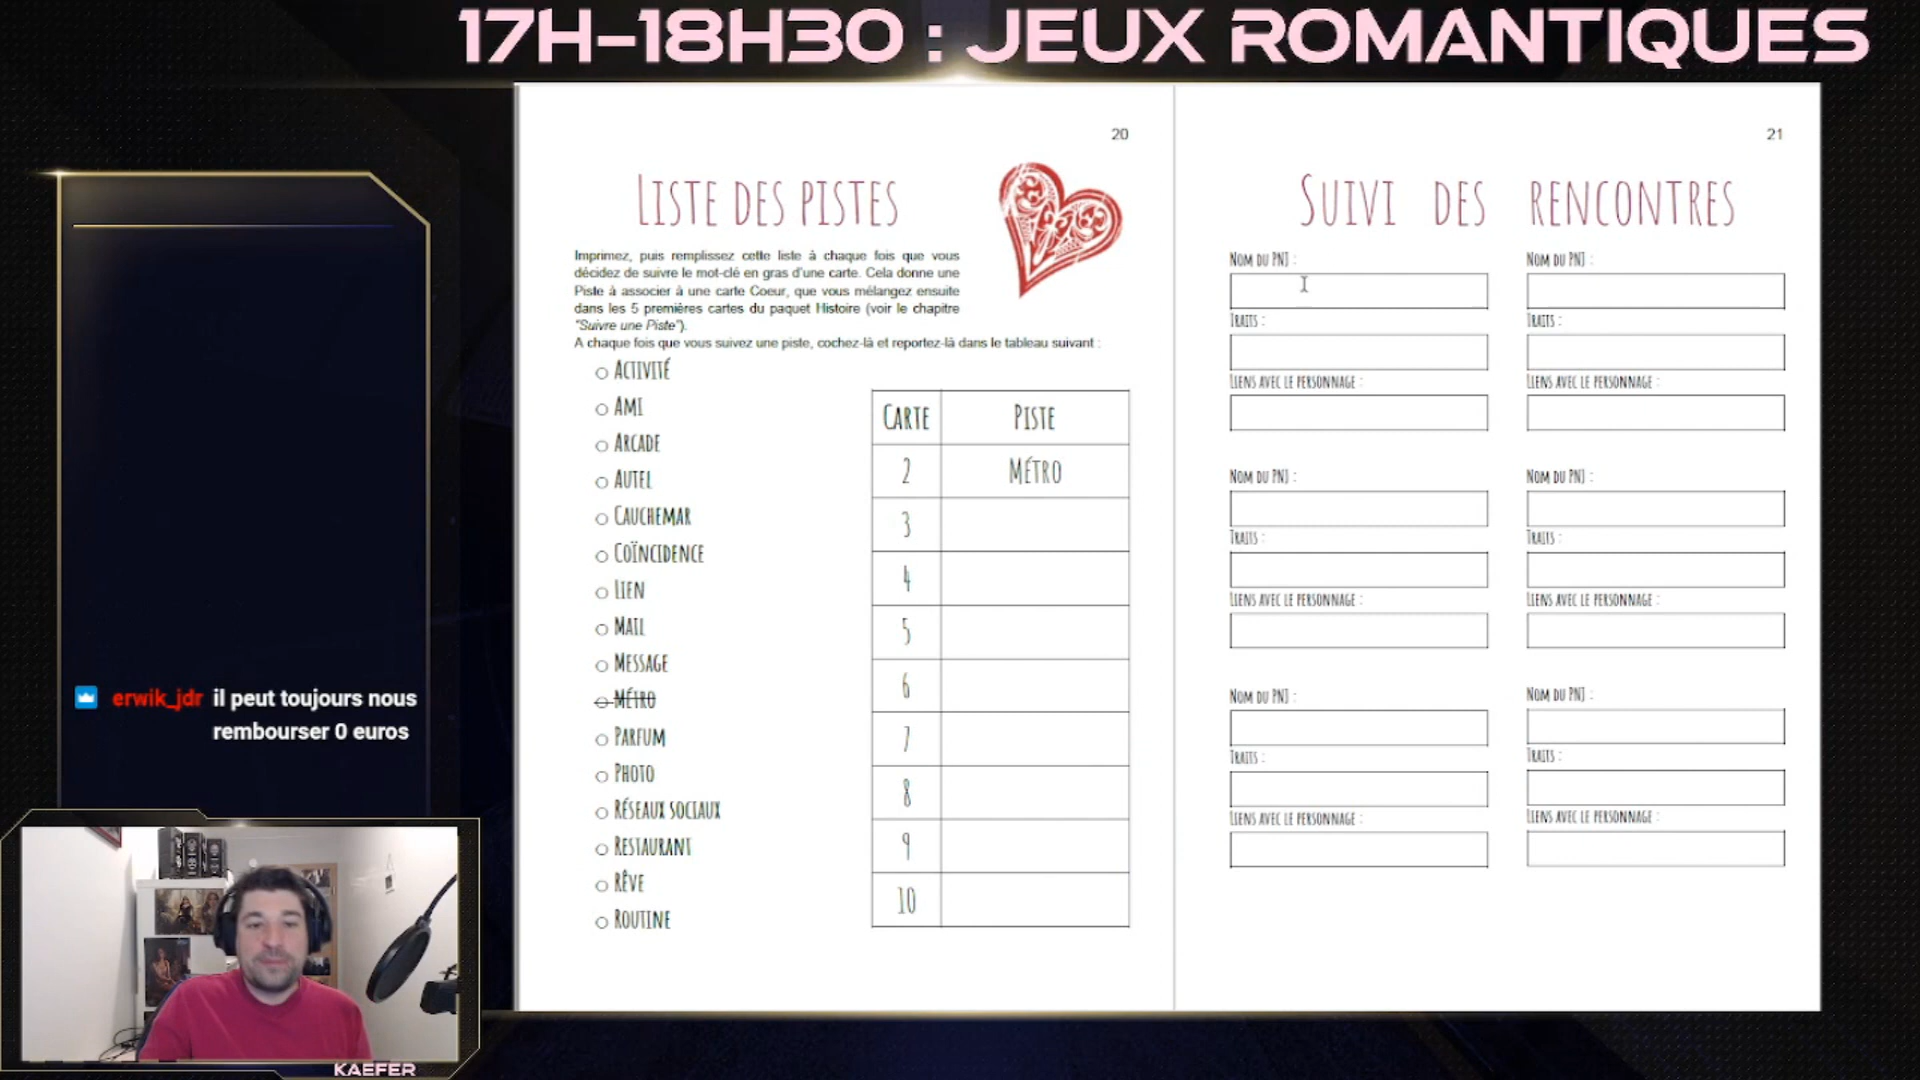 17H-18H30 : JEUX ROMANTIQUES
20
LISTE DES PISTES
Imprimez, puis remplissez cette liste à chaque fois que vous
décidez de suivre le mot-clé en gras d'une carte. Cela donne une
Piste à associer à une carte Coeur, que vous mélangez ensuite
dans les 5 premières cartes du paquet Histoire (voir le chapitre
"Suivre une Piste").
A chaque fois que vous suivez une piste, cochez-là et reportez-là dans le tableau suivant :
ACTIVITÉ
AMI
ARCADE
AUTEL
CAUCHEMAR
COÏNCIDENCE
LIEN
MAIL
MESSAGE
MÉTRO
PARFUM
PHOTO
RÉSEAUX SOCIAUX
RESTAURANT
RÊVE
ROUTINE
CARTE PISTE
2 MÉTRO
3
4
5
6
7
8
9
10
21
SUIVI DES RENCONTRES
NOM DU PNJ : NOM DU PNJ :
TRAITS : TRAITS :
LIENS AVEC LE PERSONNAGE : LIENS AVEC LE PERSONNAGE :
NOM DU PNJ : NOM DU PNJ :
TRAITS : TRAITS :
LIENS AVEC LE PERSONNAGE : LIENS AVEC LE PERSONNAGE :
NOM DU PNJ : NOM DU PNJ :
TRAITS : TRAITS :
LIENS AVEC LE PERSONNAGE : LIENS AVEC LE PERSONNAGE :
erwik_jdr il peut toujours nous
rembourser 0 euros
KAEFER